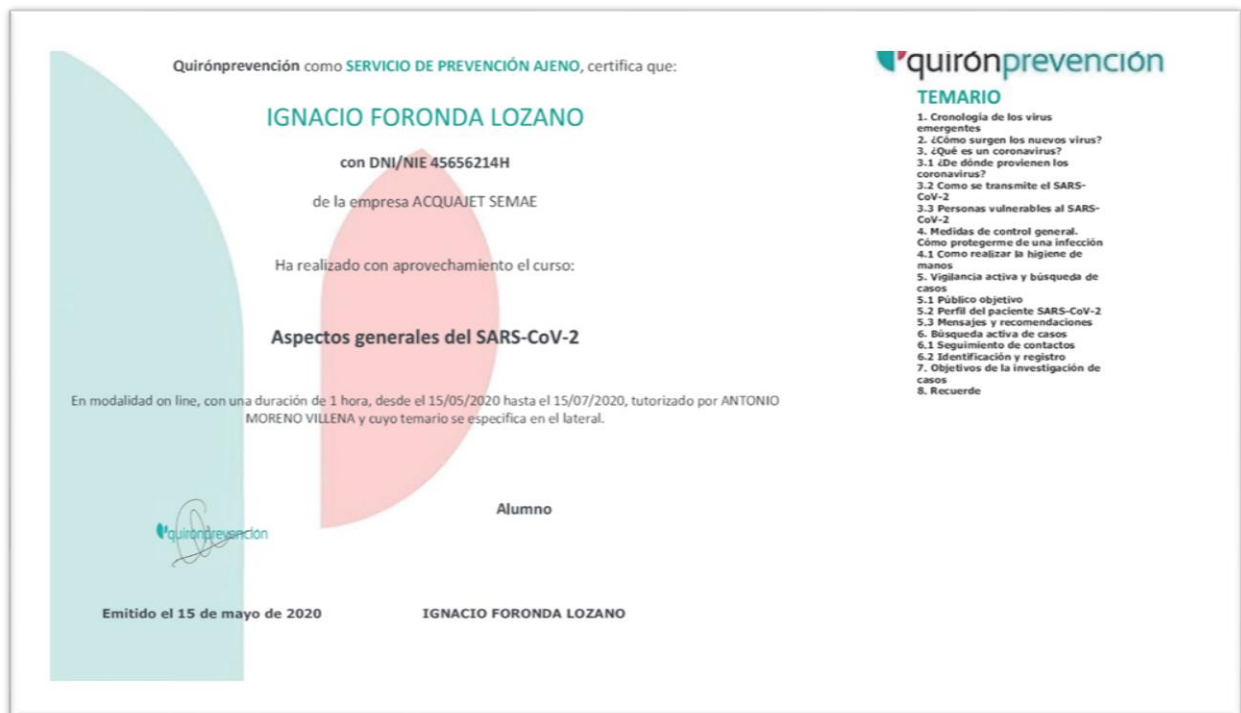 Quirónprevención como SERVICIO DE PREVENCIÓN AJENO, certifica que:
IGNACIO FORONDA LOZANO
con DNI/NIE 45656214H
de la empresa ACQUAJET SEMAE
Ha realizado con aprovechamiento el curso:
Aspectos generales del SARS-CoV-2
En modalidad on line, con una duración de 1 hora, desde el 15/05/2020 hasta el 15/07/2020, tutorizado por ANTONIO
MORENO VILLENA y cuyo temario se especifica en el lateral.
Alumno
quirónprevención
Emitido el 15 de mayo de 2020
IGNACIO FORONDA LOZANO
quirónprevención
TEMARIO
1. Cronología de los virus
emergentes
2. ¿Cómo surgen los nuevos virus?
3. ¿Qué es un coronavirus?
3.1 ¿De dónde provienen los
coronavirus?
3.2 Como se transmite el SARS-
CoV-2
3.3 Personas vulnerables al SARS-
CoV-2
4. Medidas de control general.
Cómo protegerme de una infección
4.1 Como realizar la higiene de
manos
5. Vigilancia activa y búsqueda de
casos
5.1 Público objetivo
5.2 Perfil del paciente SARS-CoV-2
5.3 Mensajes y recomendaciones
6. Búsqueda activa de casos
6.1 Seguimiento de contactos
6.2 Identificación y registro
7. Objetivos de la investigación de
casos
8. Recuerde